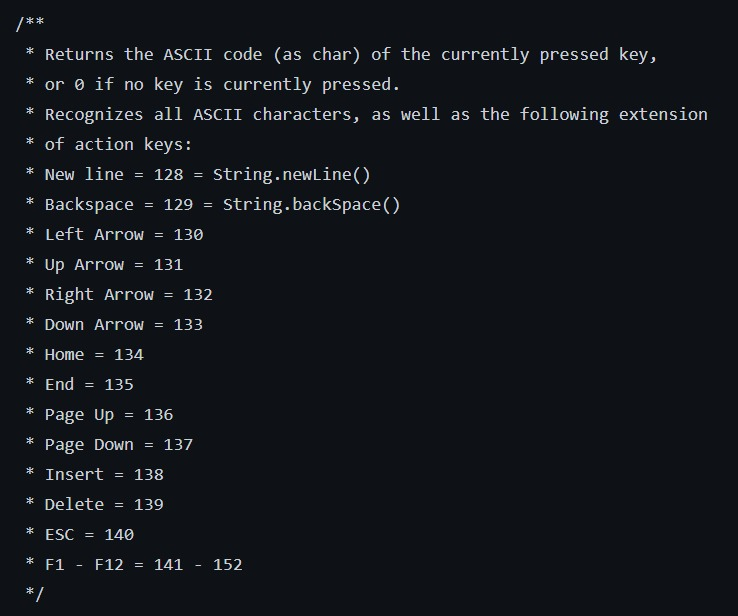 /**
* Returns the ASCII code (as char) of the currently pressed key,
* or 0 if no key is currently pressed.
* Recognizes all ASCII characters, as well as the following extension
* of action keys:
* New line = 128 = String.newLine()
* Backspace = 129 = String.backSpace()
* Left Arrow = 130
* Up Arrow = 131
* Right Arrow = 132
* Down Arrow = 133
* Home = 134
* End = 135
* Page Up = 136
* Page Down = 137
* Insert = 138
* Delete = 139
* ESC = 140
* F1 - F12 = 141 - 152
*/